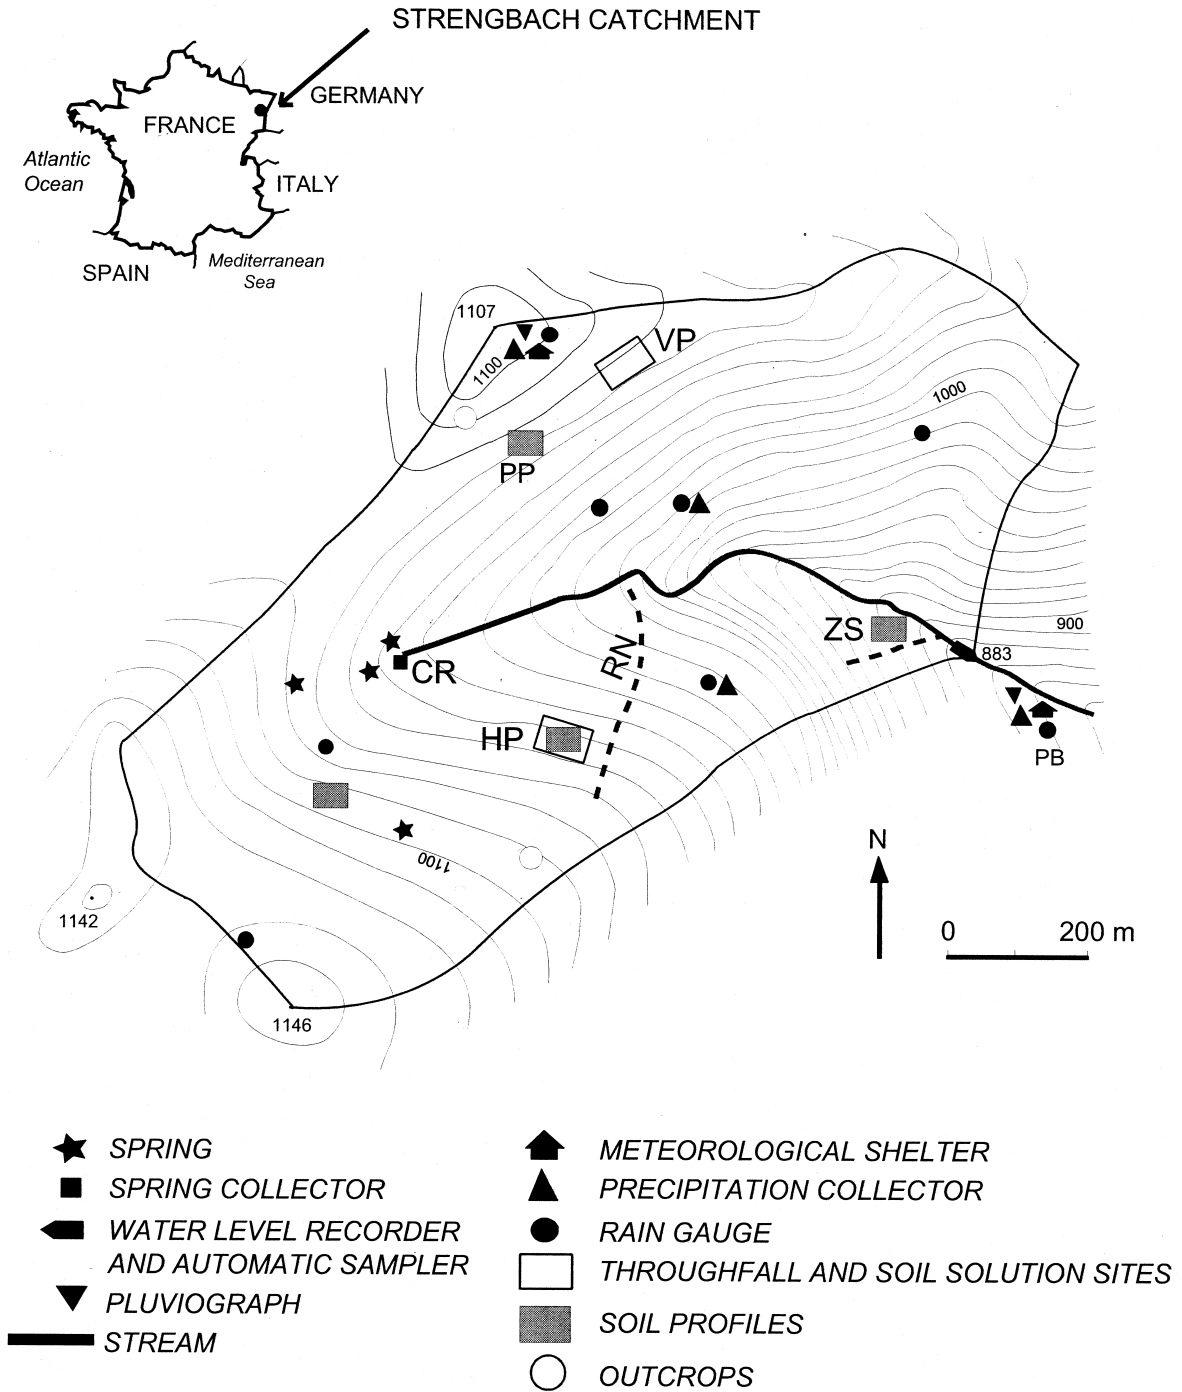 STRENGBACH CATCHMENT
GERMANY
FRANCE
Atlantic
Ocean
ITALY
SPAIN
Mediterranean
Sea
1107
VP
1100
1000
PP
900
ZS
RN
883
CR
HP
PB
1100
N
1142
0 200 m
1146
SPRING
SPRING COLLECTOR
WATER LEVEL RECORDER
AND AUTOMATIC SAMPLER
PLUVIOGRAPH
STREAM
METEOROLOGICAL SHELTER
PRECIPITATION COLLECTOR
RAIN GAUGE
THROUGHFALL AND SOIL SOLUTION SITES
SOIL PROFILES
OUTCROPS